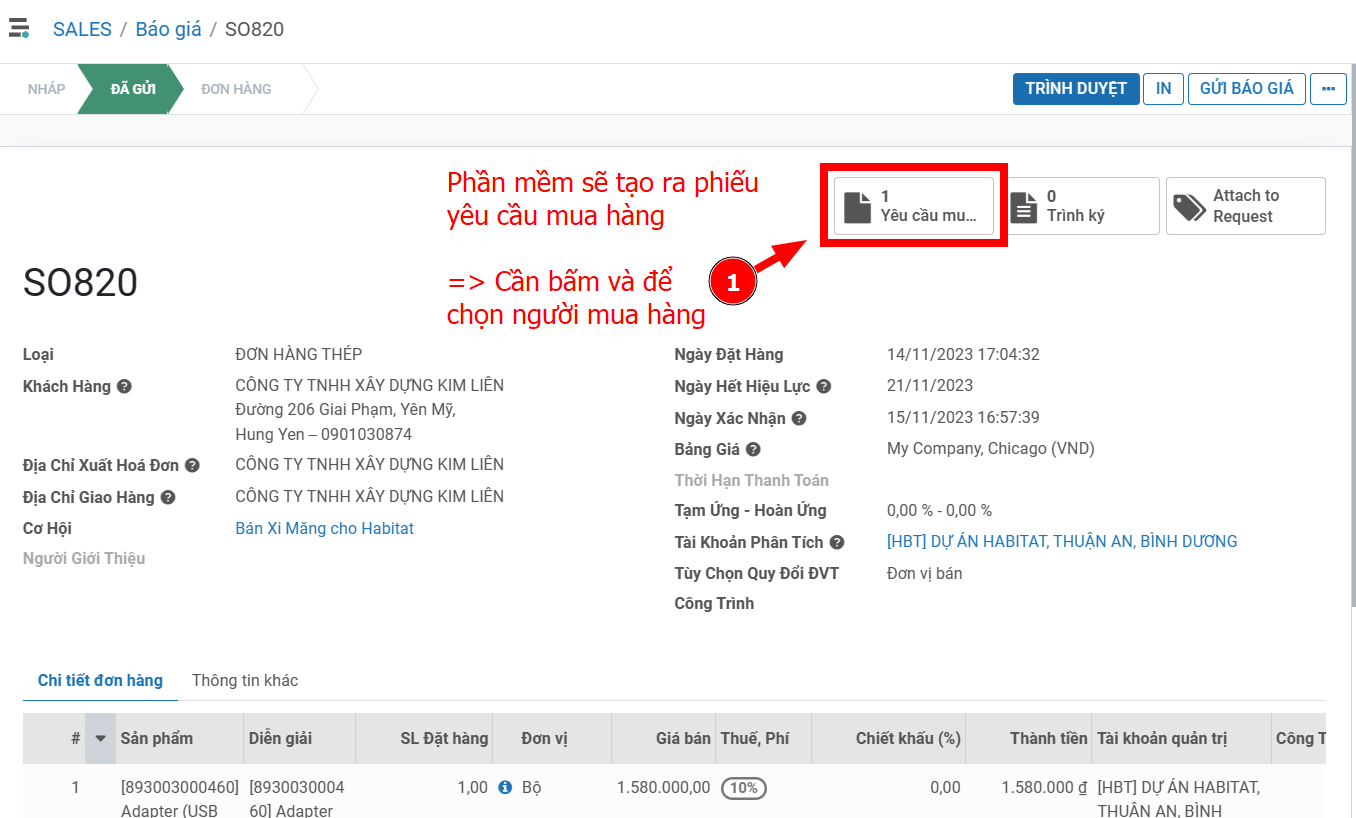 SALES / Báo giá / SO820
NHÁP ĐÃ GỬI ĐƠN HÀNG TRÌNH DUYỆT IN GỬI BÁO GIÁ ...
Phần mềm sẽ tạo ra phiếu
yêu cầu mua hàng
=> Cần bấm và để
chọn người mua hàng
1
1
Yêu cầu mu...
0
Trình ký
Attach to
Request
SO820
Loại ĐƠN HÀNG THÉP
Khách Hàng CÔNG TY TNHH XÂY DỰNG KIM LIÊN
Đường 206 Giai Phạm, Yên Mỹ,
Hung Yen – 0901030874
Địa Chỉ Xuất Hoá Đơn CÔNG TY TNHH XÂY DỰNG KIM LIÊN
Địa Chỉ Giao Hàng CÔNG TY TNHH XÂY DỰNG KIM LIÊN
Cơ Hội Bán Xi Măng cho Habitat
Người Giới Thiệu
Ngày Đặt Hàng 14/11/2023 17:04:32
Ngày Hết Hiệu Lực 21/11/2023
Ngày Xác Nhận 15/11/2023 16:57:39
Bảng Giá My Company, Chicago (VND)
Thời Hạn Thanh Toán
Tạm Ứng - Hoàn Ứng 0,00 % - 0,00 %
Tài Khoản Phân Tích [HBT] DỰ ÁN HABITAT, THUẬN AN, BÌNH DƯƠNG
Tùy Chọn Quy Đổi ĐVT Đơn vị bán
Công Trình
Chi tiết đơn hàng Thông tin khác
# Sản phẩm Diễn giải SL Đặt hàng Đơn vị Giá bán Thuế, Phí Chiết khấu (%) Thành tiền Tài khoản quản trị Công T
1 [893003000460] [8930030004 1,00 Bộ 1.580.000,00 10% 0,00 1.580.000 ₫ [HBT] DỰ ÁN HABITAT,
Adapter (USB 60] Adapter THUẬN AN, BÌNH